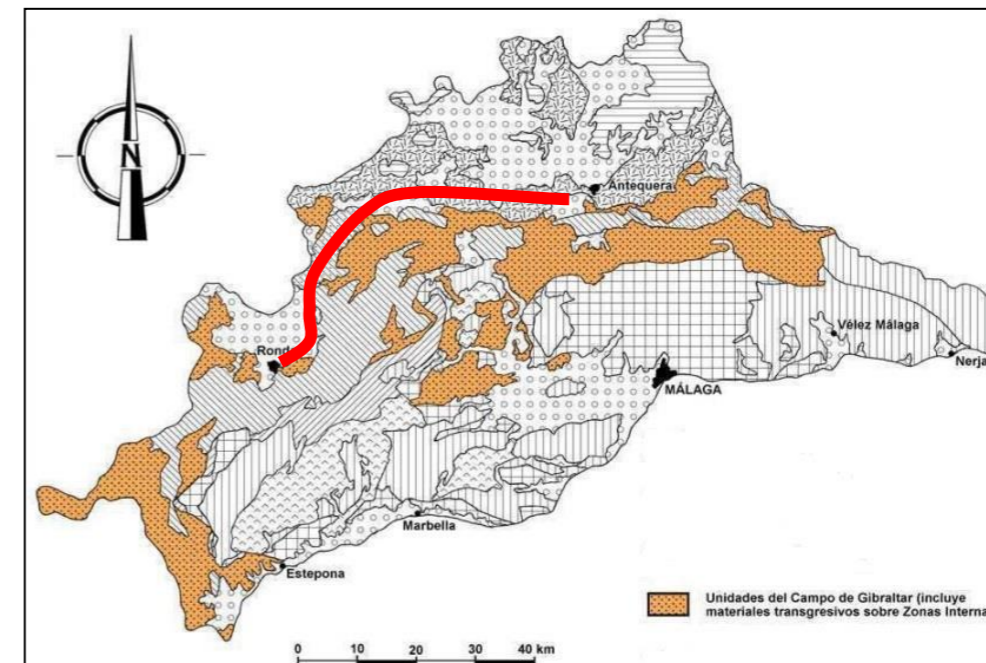 N
Antequera
Ronda
Vélez Málaga
Nerja
MÁLAGA
Marbella
Estepona
Unidades del Campo de Gibraltar (incluye
materiales transgresivos sobre Zonas Interna
0 10 20 30 40 km